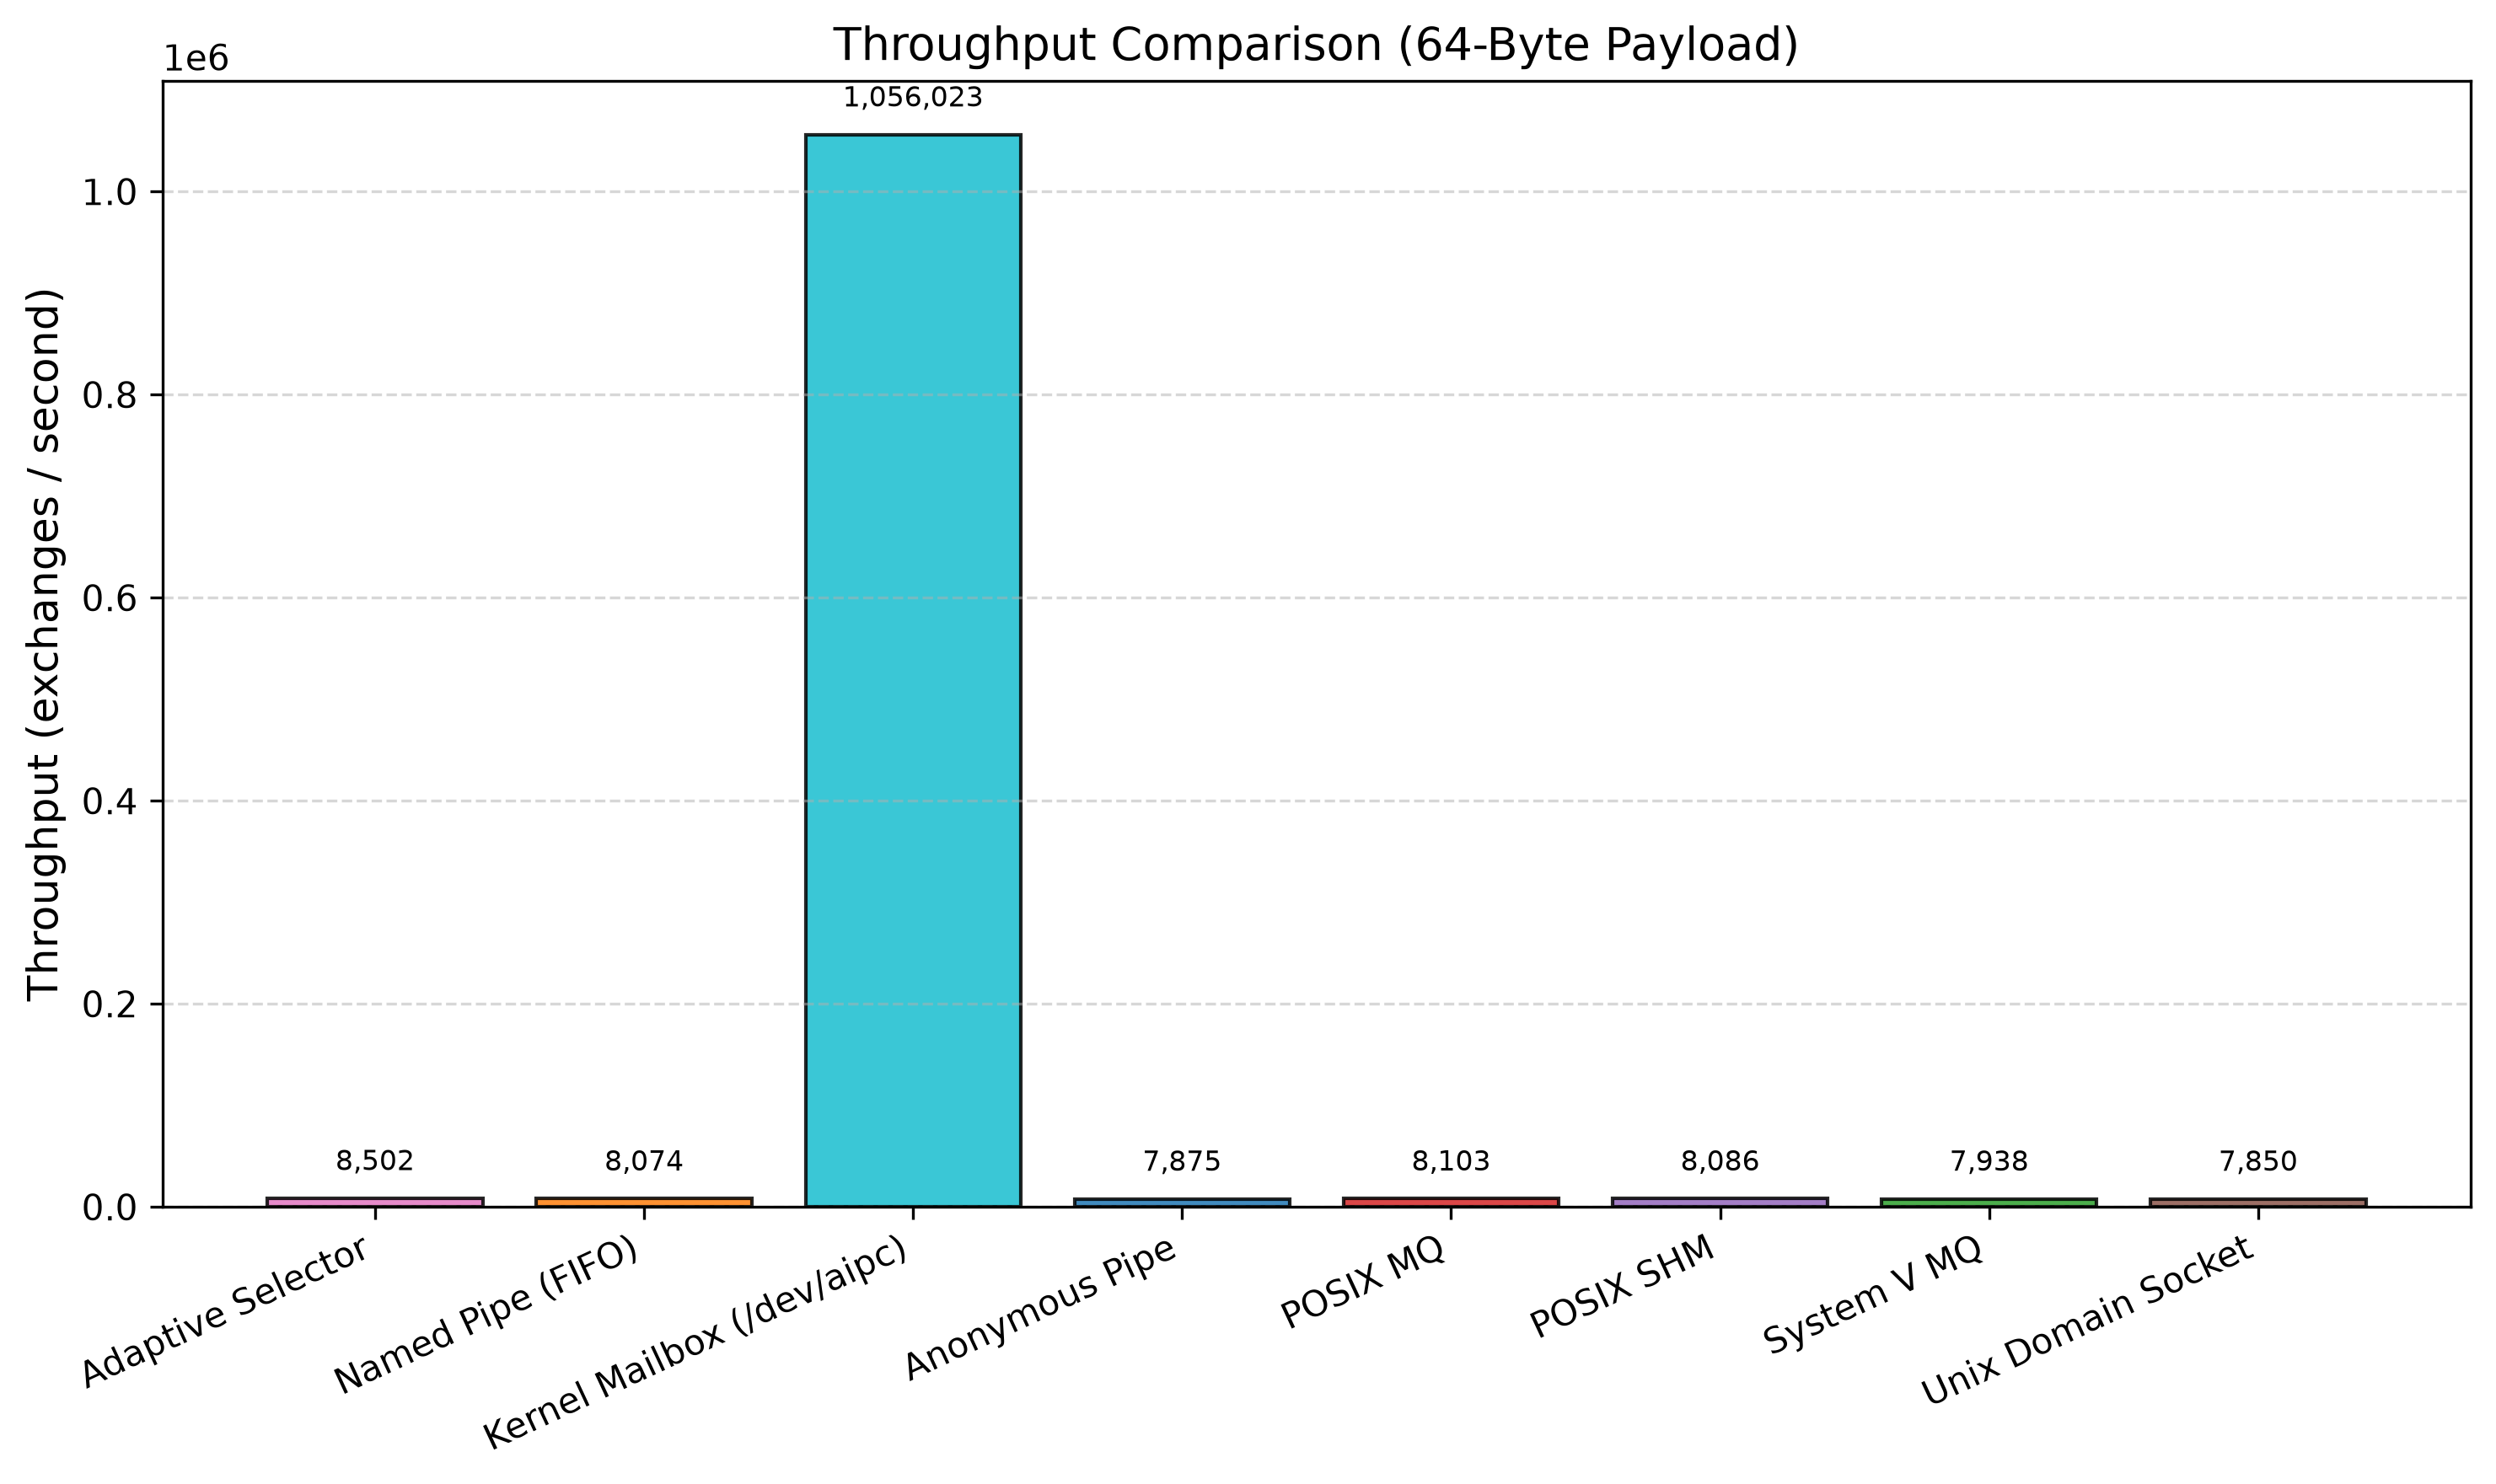 Throughput Comparison (64-Byte Payload)
1e6
Throughput (exchanges / second)
1.0
0.8
0.6
0.4
0.2
0.0
8,502
8,074
1,056,023
7,875
8,103
8,086
7,938
7,850
Adaptive Selector
Named Pipe (FIFO)
Kernel Mailbox (/dev/aipc)
Anonymous Pipe
POSIX MQ
POSIX SHM
System V MQ
Unix Domain Socket